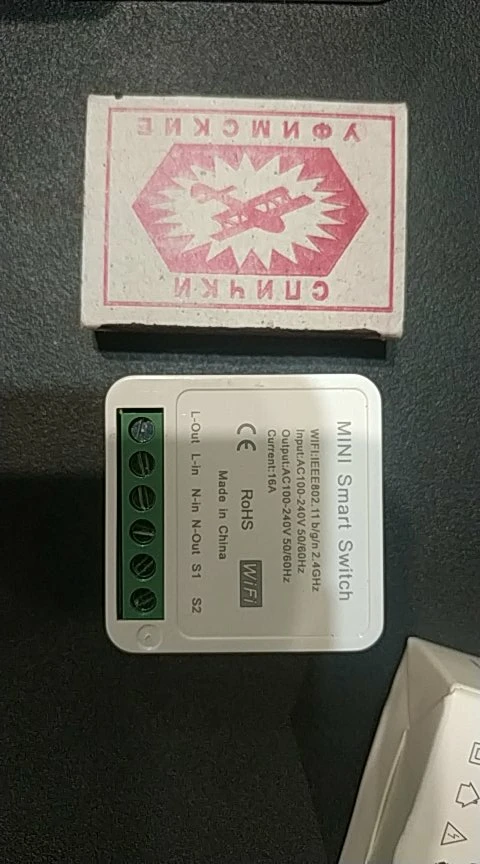 СПИЧКИ
УФИМСКИЕ
MINI Smart Switch
WIFI:IEEE802.11 b/g/n 2.4GHz
Input:AC100-240V 50/60Hz
Output:AC100-240V 50/60Hz
Current:16A
CE RoHS WiFi
Made in China
L-Out L-in N-in N-Out S1 S2